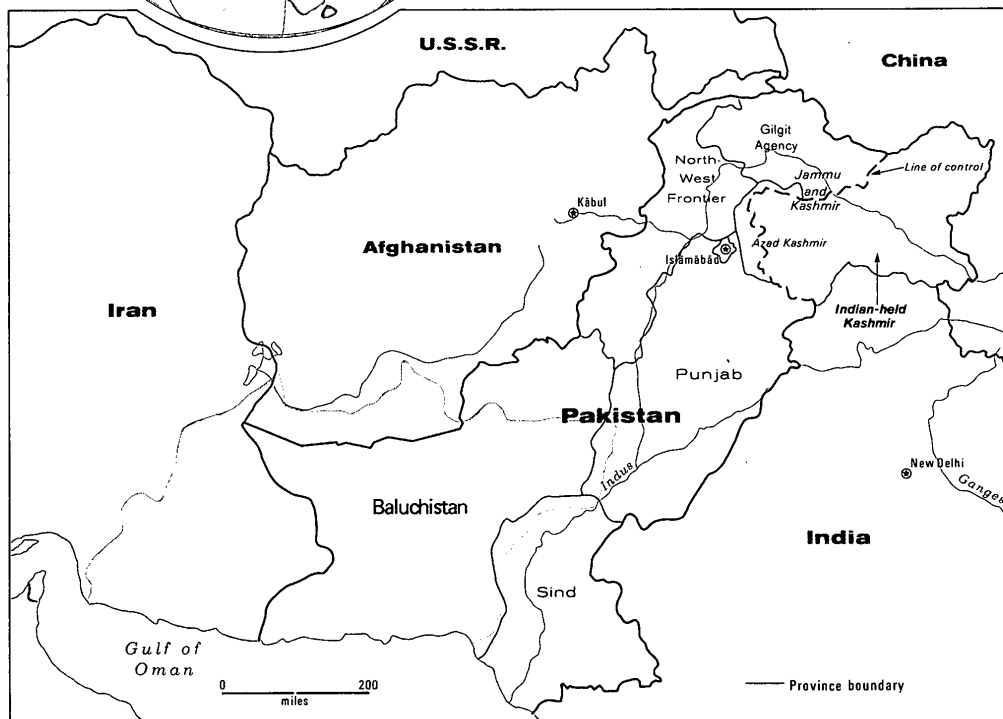 U.S.S.R.
China
Gilgit
Agency
Line of control
North-
West
Frontier
Jammu
and
Kashmir
Kābul
Afghanistan
Azad Kashmir
Islāmābād
Iran
Indian-held
Kashmir
Punjab
Pakistan
New Delhi
Indus
Ganges
Baluchistan
India
Sind
Gulf of
Oman
0 200
miles
Province boundary